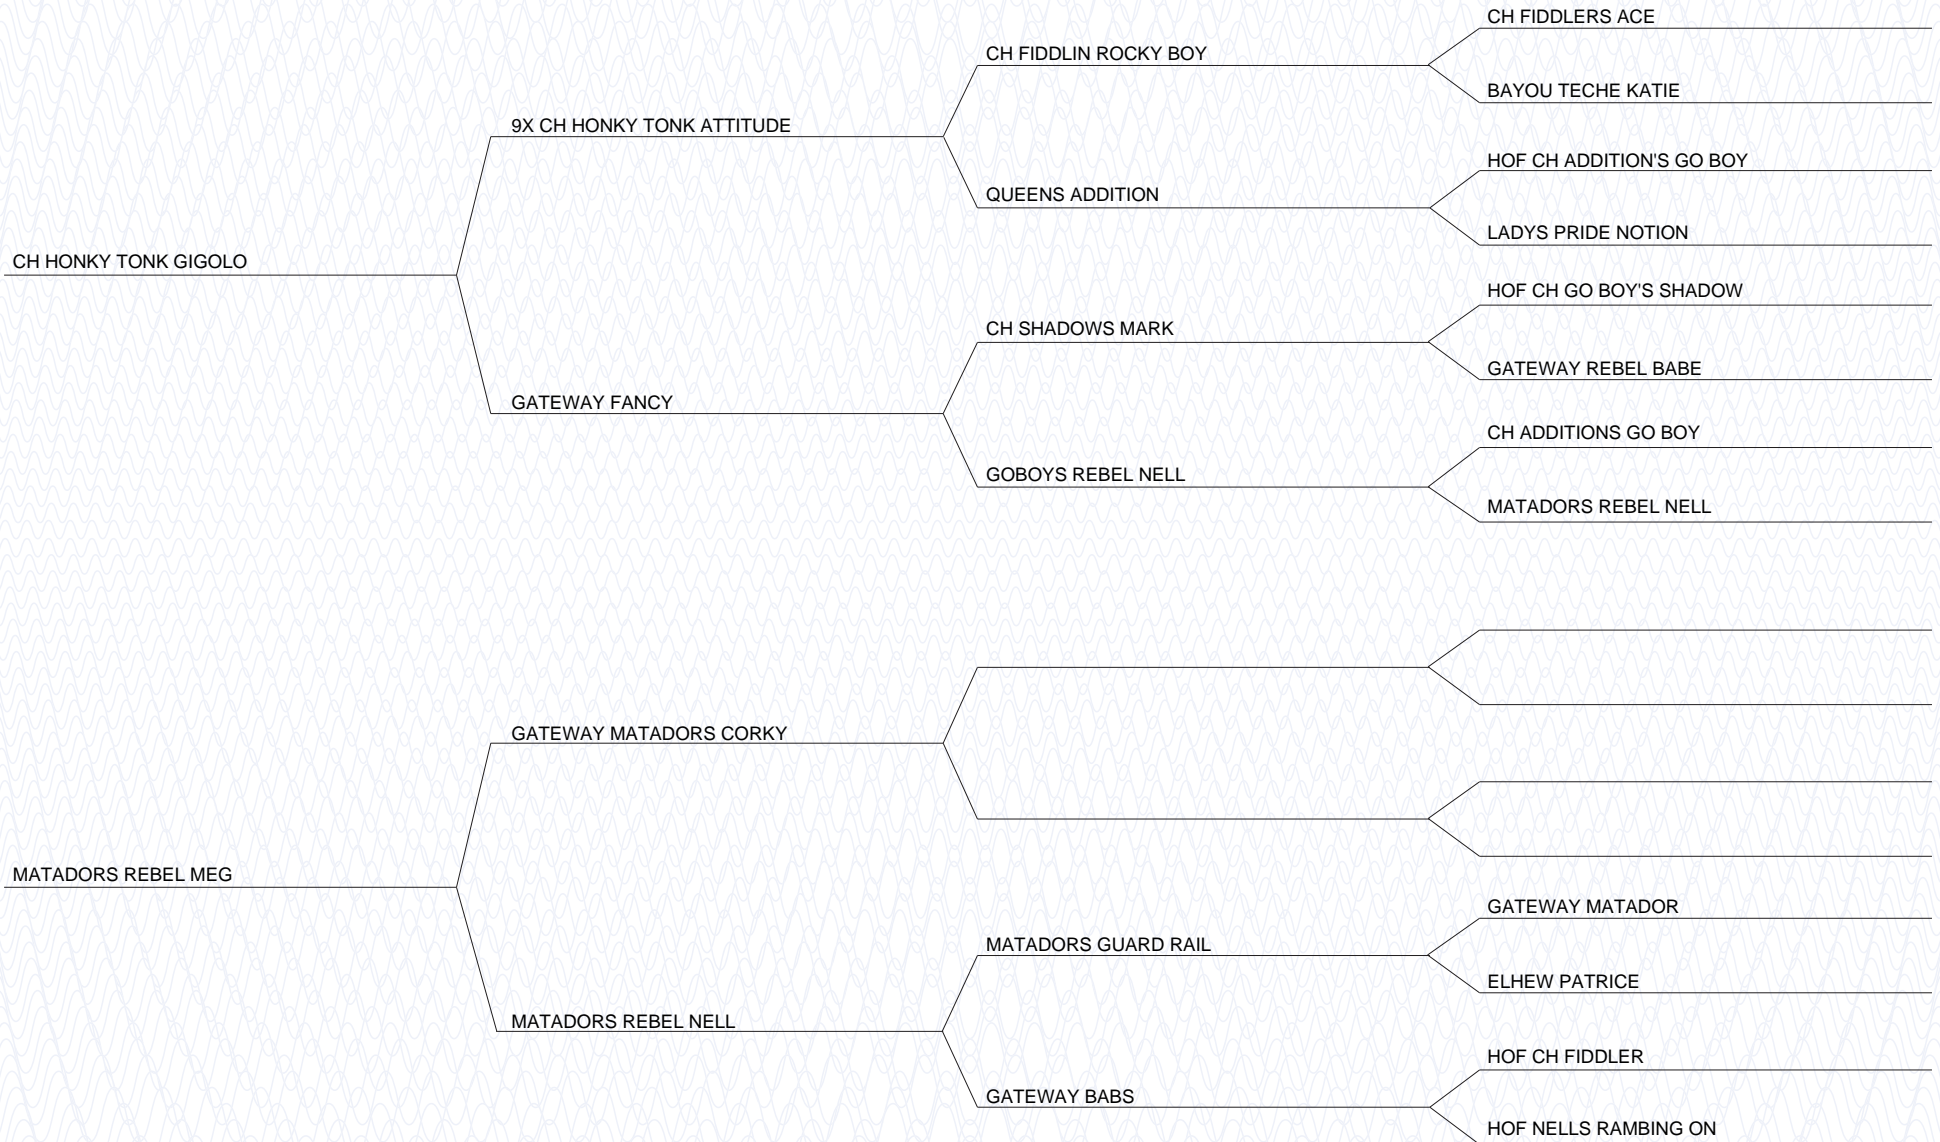 CH FIDDLERS ACE
CH FIDDLIN ROCKY BOY
BAYOU TECHE KATIE
9X CH HONKY TONK ATTITUDE
HOF CH ADDITION'S GO BOY
QUEENS ADDITION
LADYS PRIDE NOTION
CH HONKY TONK GIGOLO
HOF CH GO BOY'S SHADOW
CH SHADOWS MARK
GATEWAY REBEL BABE
GATEWAY FANCY
CH ADDITIONS GO BOY
GOBOYS REBEL NELL
MATADORS REBEL NELL
GATEWAY MATADORS CORKY
MATADORS REBEL MEG
GATEWAY MATADOR
MATADORS GUARD RAIL
ELHEW PATRICE
MATADORS REBEL NELL
HOF CH FIDDLER
GATEWAY BABS
HOF NELLS RAMBING ON